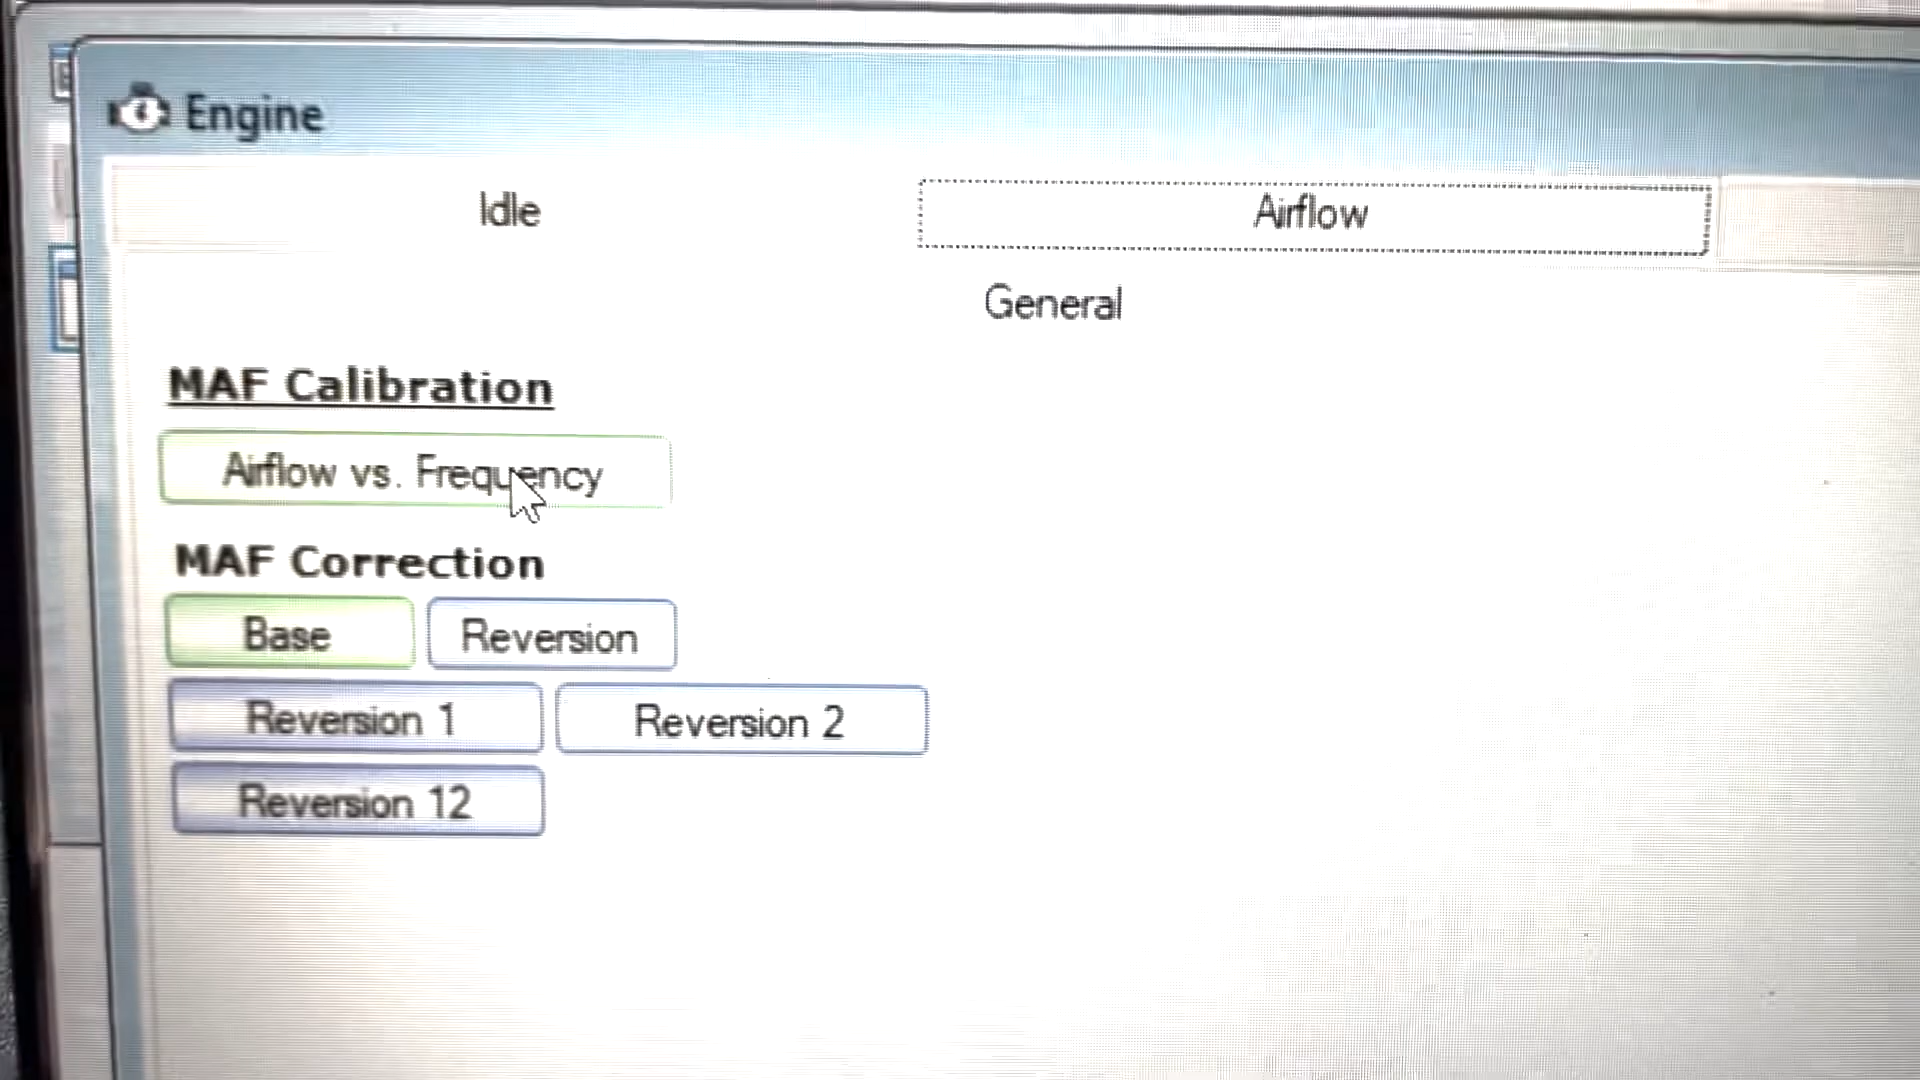 Engine
Idle
Airflow
General
MAF Calibration
Airflow vs. Frequency
MAF Correction
Base
Reversion
Reversion 1
Reversion 2
Reversion 12